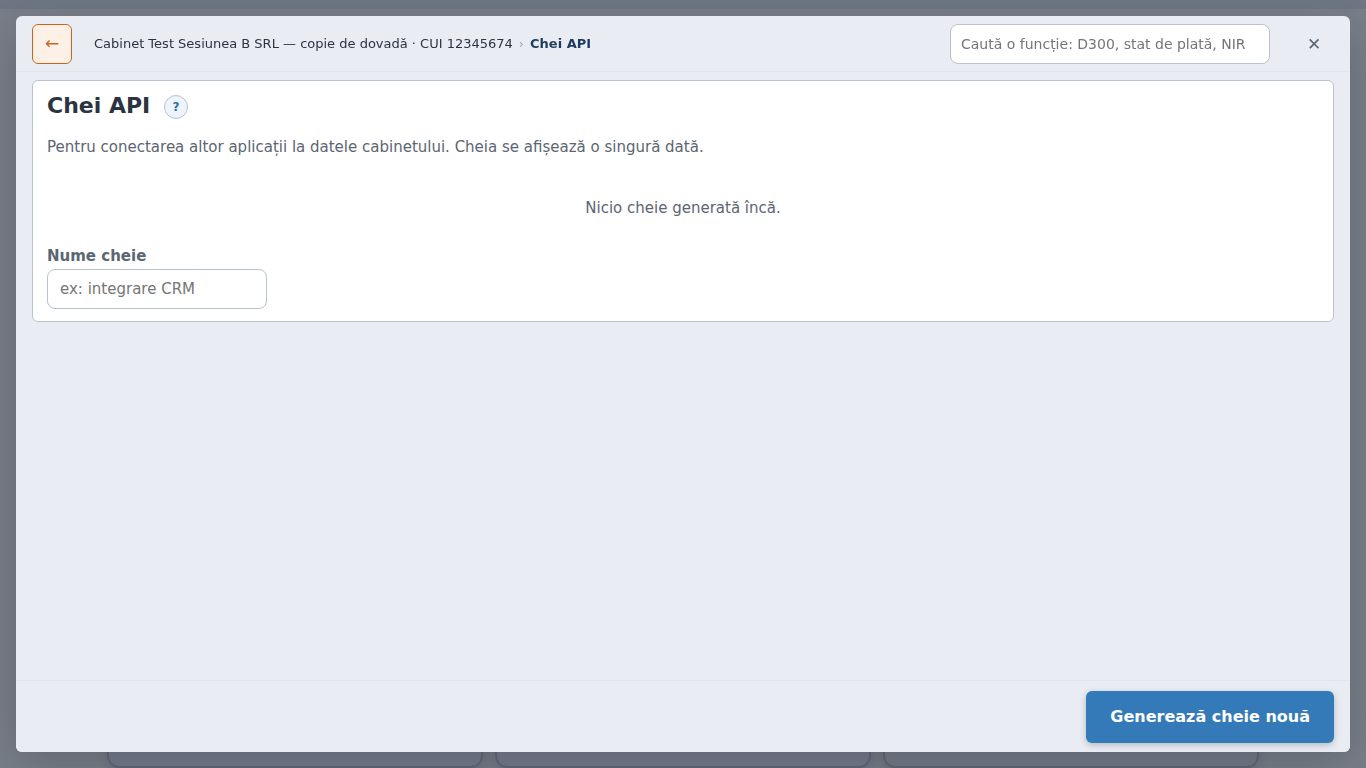 ←
Cabinet Test Sesiunea B SRL — copie de dovadă · CUI 12345674 › Chei API
Caută o funcție: D300, stat de plată, NIR
✕
Chei API ?
Pentru conectarea altor aplicații la datele cabinetului. Cheia se afișează o singură dată.
Nicio cheie generată încă.
Nume cheie
ex: integrare CRM
Generează cheie nouă